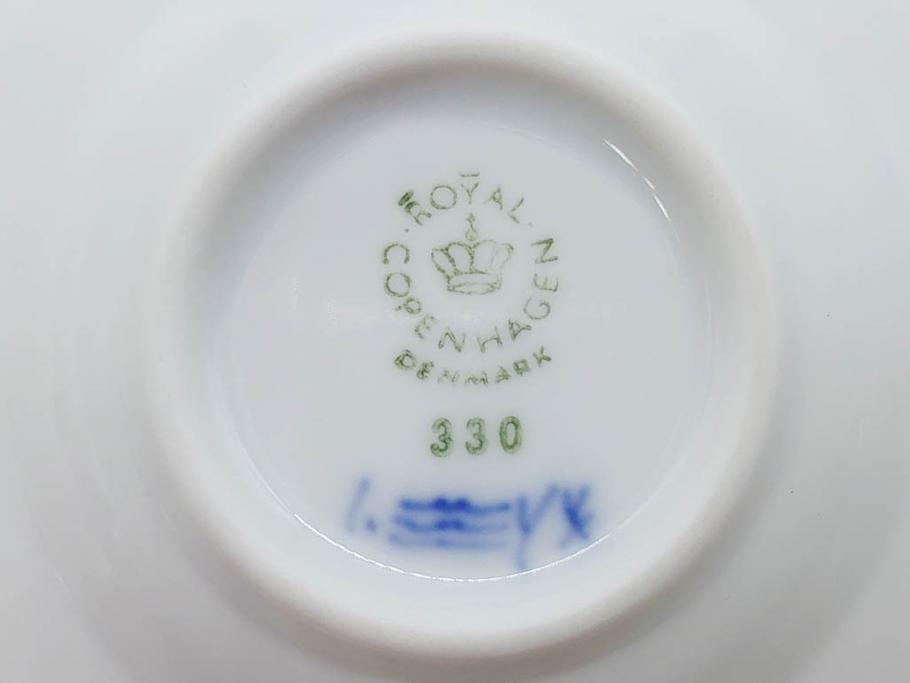 ROYAL
COPENHAGEN
DENMARK
330